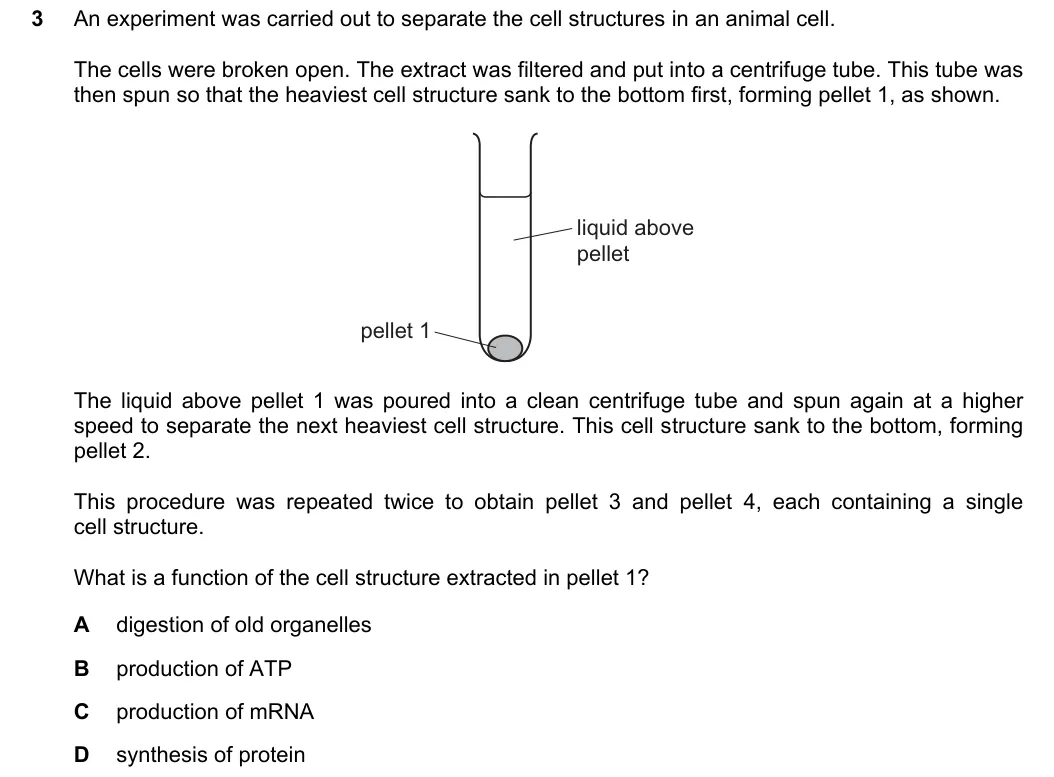 3 An experiment was carried out to separate the cell structures in an animal cell.
The cells were broken open. The extract was filtered and put into a centrifuge tube. This tube was
then spun so that the heaviest cell structure sank to the bottom first, forming pellet 1, as shown.
liquid above
pellet
pellet 1
The liquid above pellet 1 was poured into a clean centrifuge tube and spun again at a higher
speed to separate the next heaviest cell structure. This cell structure sank to the bottom, forming
pellet 2.
This procedure was repeated twice to obtain pellet 3 and pellet 4, each containing a single
cell structure.
What is a function of the cell structure extracted in pellet 1?
A digestion of old organelles
B production of ATP
C production of mRNA
D synthesis of protein